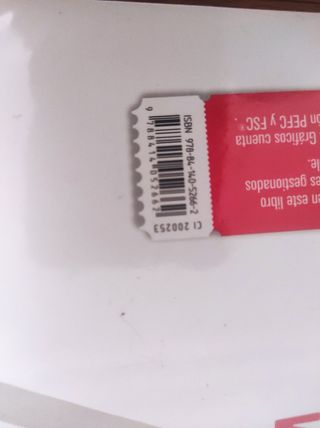 ISBN 978-84-140-5266-2
9 788414 052662
CI 200253
en este libro
es gestionados
le.
Gráficos cuenta
on PEFC y FSC®.